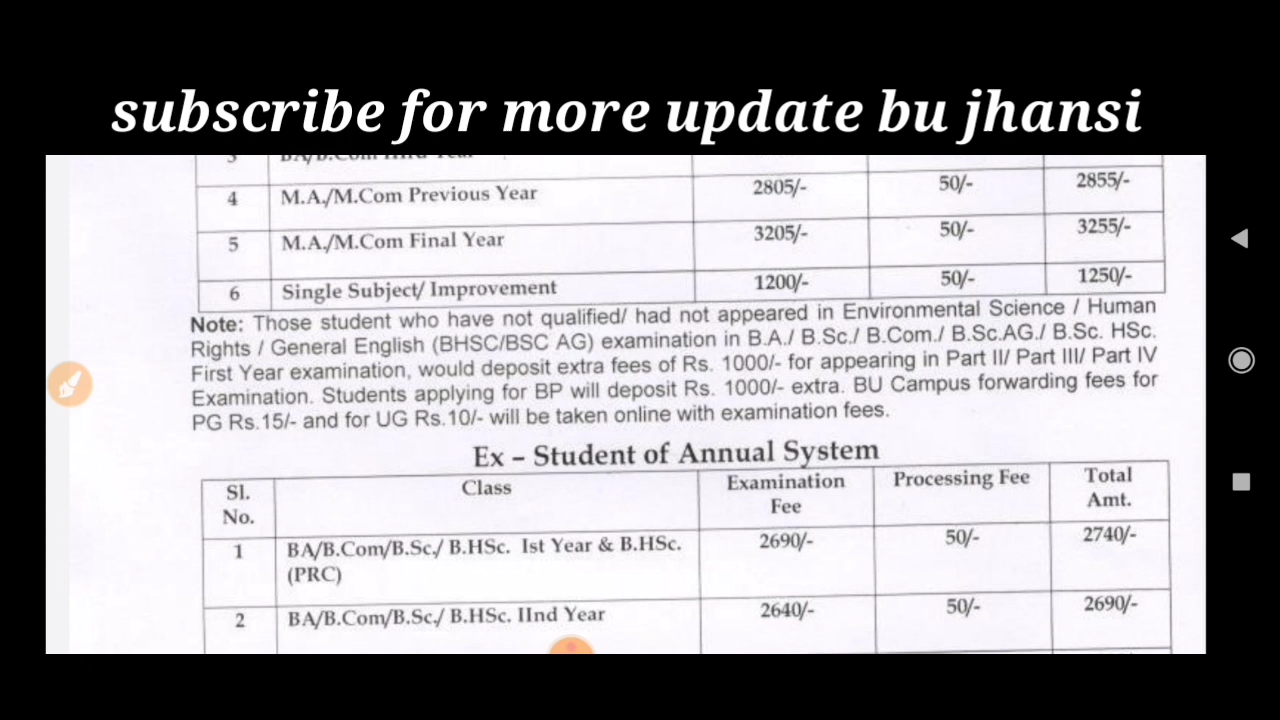 subscribe for more update bu jhansi
3 BA/B.Com IIIrd Year
4 M.A./M.Com Previous Year 2805/- 50/- 2855/-
5 M.A./M.Com Final Year 3205/- 50/- 3255/-
6 Single Subject/ Improvement 1200/- 50/- 1250/-
Note: Those student who have not qualified/ had not appeared in Environmental Science / Human
Rights / General English (BHSC/BSC AG) examination in B.A./ B.Sc./ B.Com./ B.Sc.AG./ B.Sc. HSc.
First Year examination, would deposit extra fees of Rs. 1000/- for appearing in Part II/ Part III/ Part IV
Examination. Students applying for BP will deposit Rs. 1000/- extra. BU Campus forwarding fees for
PG Rs.15/- and for UG Rs.10/- will be taken online with examination fees.
Ex – Student of Annual System
Sl. Class Examination Processing Fee Total
No. Fee Amt.
1 BA/B.Com/B.Sc./ B.HSc. Ist Year & B.HSc. 2690/- 50/- 2740/-
(PRC)
2 BA/B.Com/B.Sc./ B.HSc. IInd Year 2640/- 50/- 2690/-